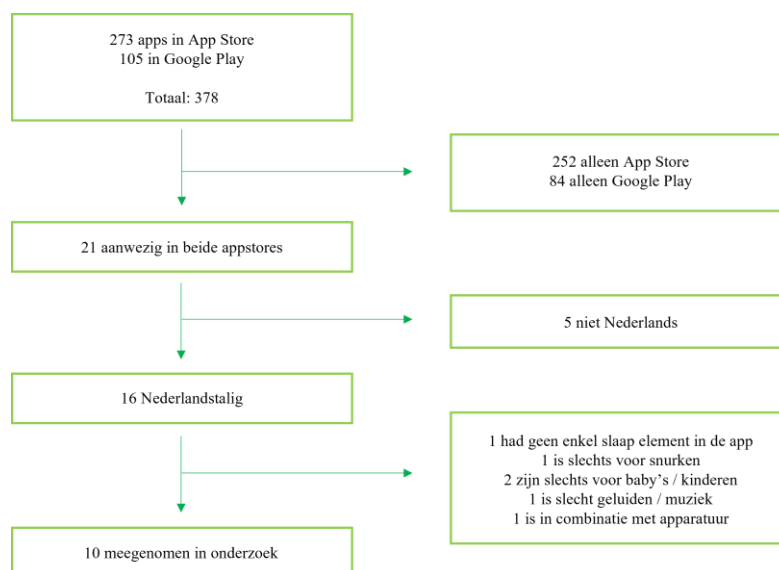 273 apps in App Store
105 in Google Play
Totaal: 378
252 alleen App Store
84 alleen Google Play
21 aanwezig in beide appstores
5 niet Nederlands
16 Nederlandstalig
1 had geen enkel slaap element in de app
1 is slechts voor snurken
2 zijn slechts voor baby's / kinderen
1 is slecht geluiden / muziek
1 is in combinatie met apparatuur
10 meegenomen in onderzoek